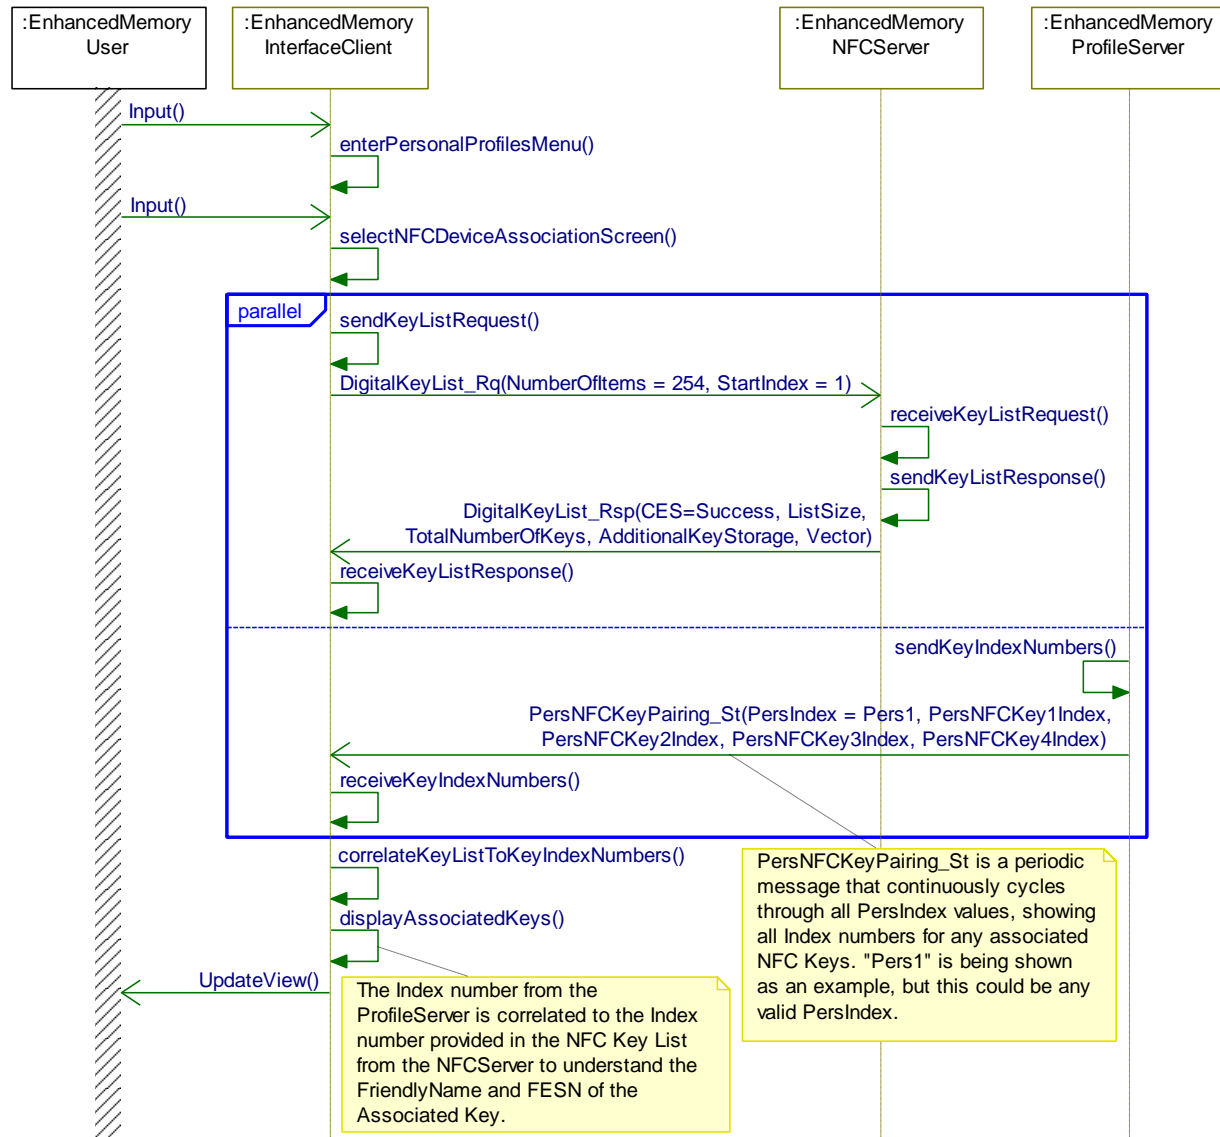 :EnhancedMemory
User
:EnhancedMemory
InterfaceClient
:EnhancedMemory
NFCServer
:EnhancedMemory
ProfileServer
Input()
enterPersonalProfilesMenu()
Input()
selectNFCDeviceAssociationScreen()
parallel
sendKeyListRequest()
DigitalKeyList_Rq(NumberOfItems = 254, StartIndex = 1)
receiveKeyListRequest()
sendKeyListResponse()
DigitalKeyList_Rsp(CES=Success, ListSize,
TotalNumberOfKeys, AdditionalKeyStorage, Vector)
receiveKeyListResponse()
sendKeyIndexNumbers()
PersNFCKeyPairing_St(PersIndex = Pers1, PersNFCKey1Index,
PersNFCKey2Index, PersNFCKey3Index, PersNFCKey4Index)
receiveKeyIndexNumbers()
correlateKeyListToKeyIndexNumbers()
displayAssociatedKeys()
UpdateView()
PersNFCKeyPairing_St is a periodic
message that continuously cycles
through all PersIndex values, showing
all Index numbers for any associated
NFC Keys. "Pers1" is being shown
as an example, but this could be any
valid PersIndex.
The Index number from the
ProfileServer is correlated to the Index
number provided in the NFC Key List
from the NFCServer to understand the
FriendlyName and FESN of the
Associated Key.